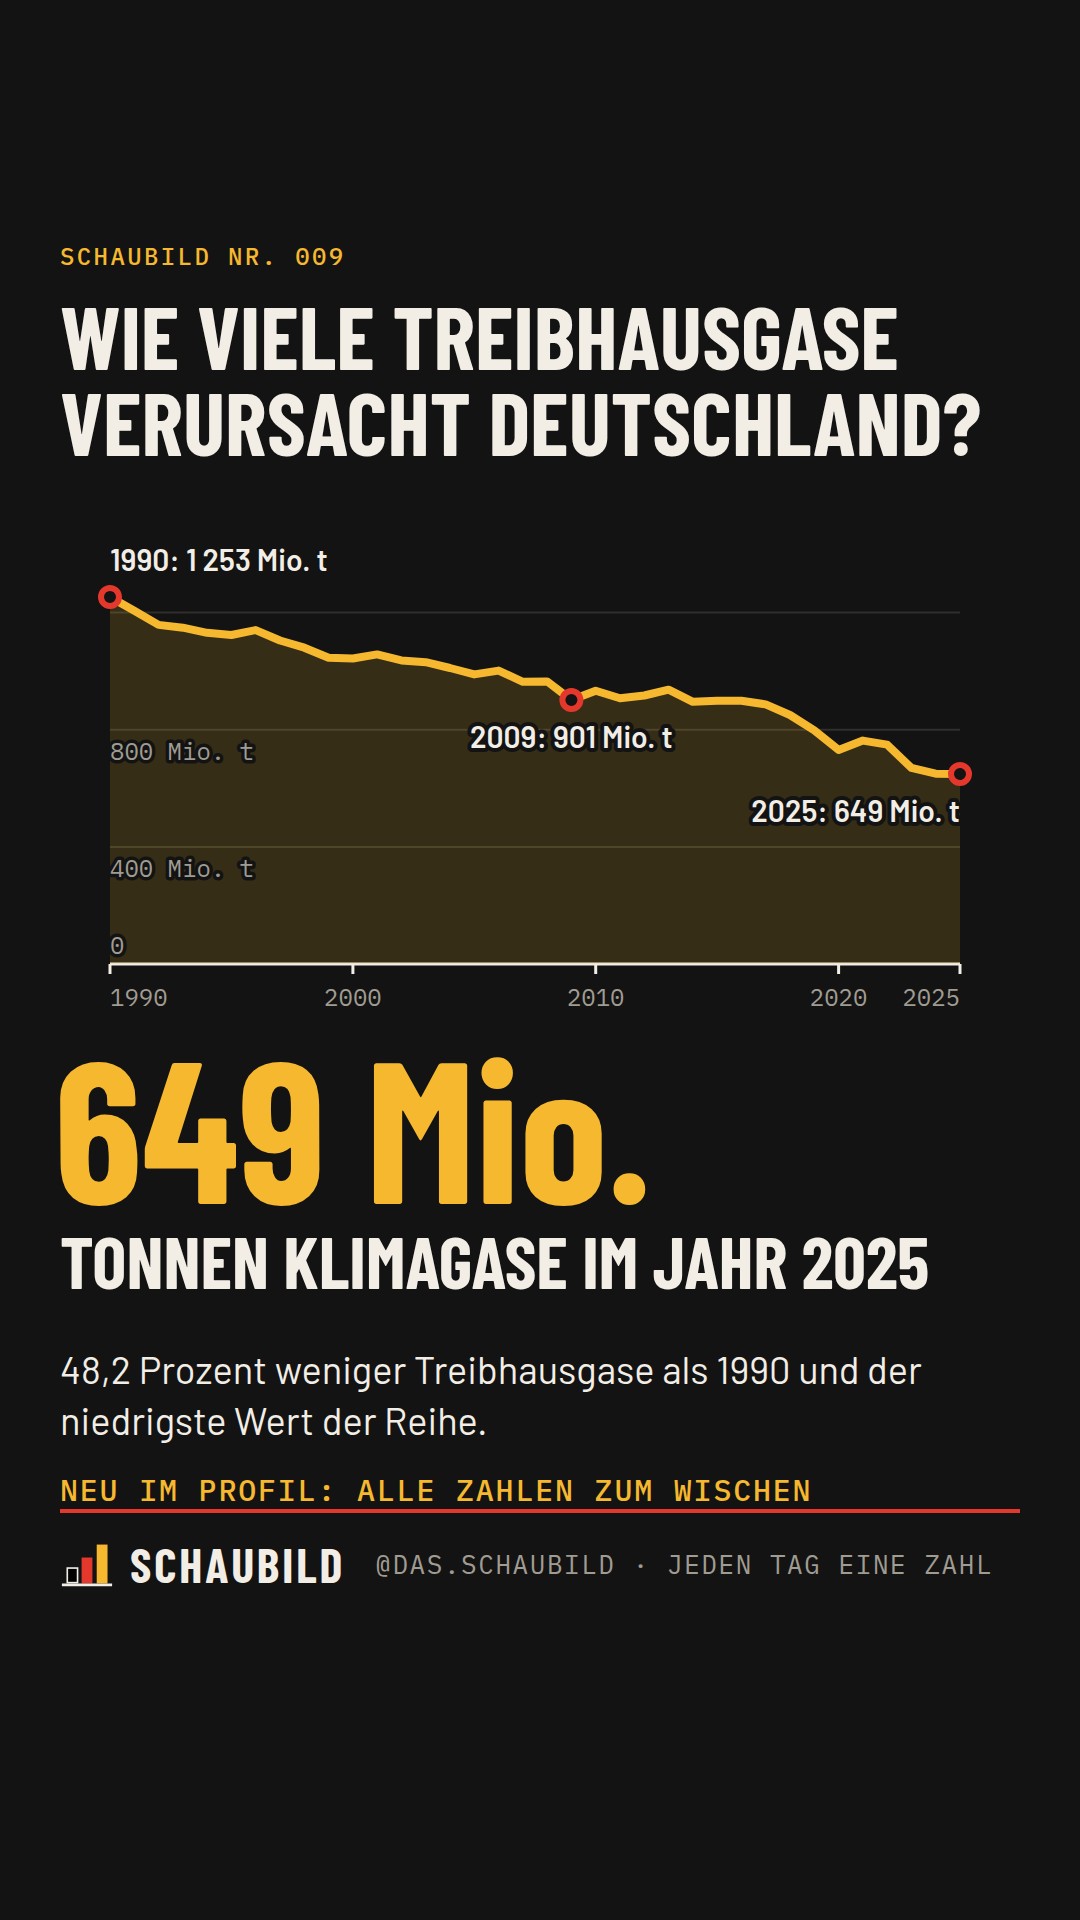 SCHAUBILD NR. 009
WIE VIELE TREIBHAUSGASE
VERURSACHT DEUTSCHLAND?
1990: 1 253 Mio. t
2009: 901 Mio. t
800 Mio. t
2025: 649 Mio. t
400 Mio. t
0
1990 2000 2010 2020 2025
649 Mio.
TONNEN KLIMAGASE IM JAHR 2025
48,2 Prozent weniger Treibhausgase als 1990 und der
niedrigste Wert der Reihe.
NEU IM PROFIL: ALLE ZAHLEN ZUM WISCHEN
SCHAUBILD @DAS.SCHAUBILD · JEDEN TAG EINE ZAHL